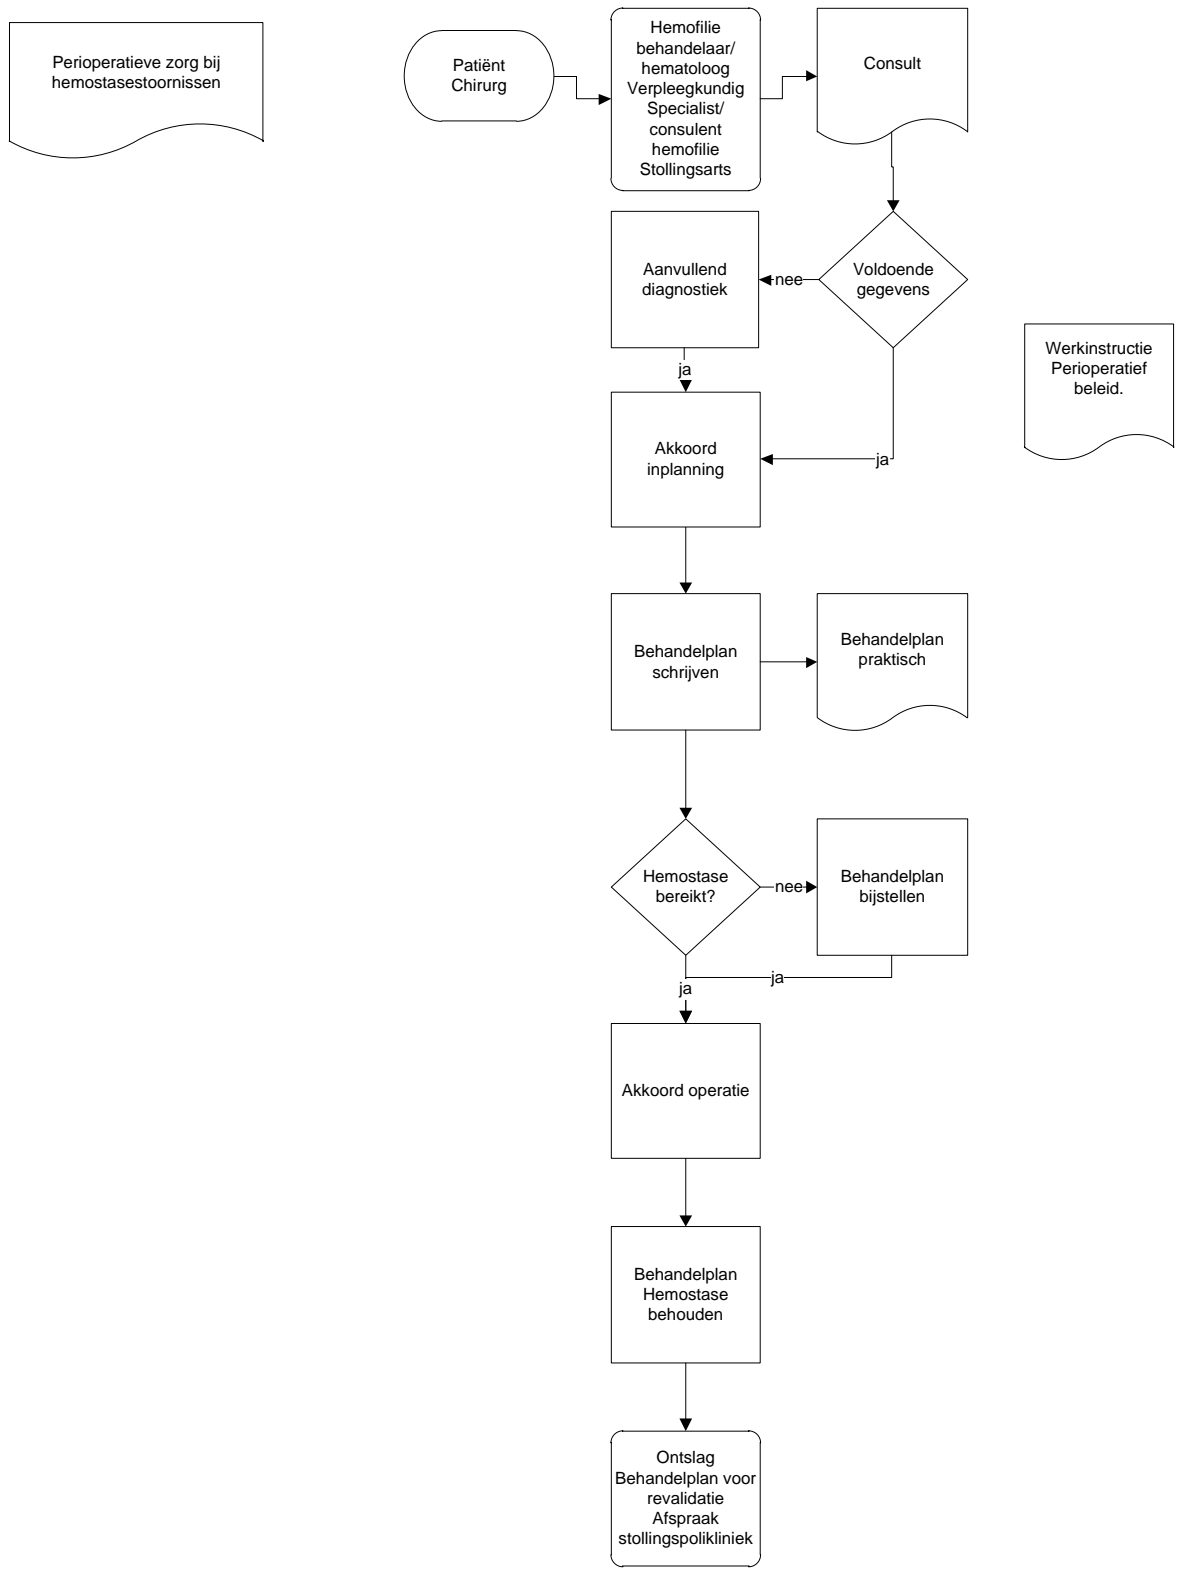 Perioperatieve zorg bij
hemostasestoornissen
Patiënt
Chirurg
Hemofilie
behandelaar/
hematoloog
Verpleegkundig
Specialist/
consulent
hemofilie
Stollingsarts
Consult
Voldoende
gegevens
nee
Aanvullend
diagnostiek
ja
Werkinstructie
Perioperatief
beleid.
Akkoord
inplanning
ja
Behandelplan
schrijven
Behandelplan
praktisch
Hemostase
bereikt?
nee
Behandelplan
bijstellen
ja
ja
Akkoord operatie
Behandelplan
Hemostase
behouden
Ontslag
Behandelplan voor
revalidatie
Afspraak
stollingspolikliniek